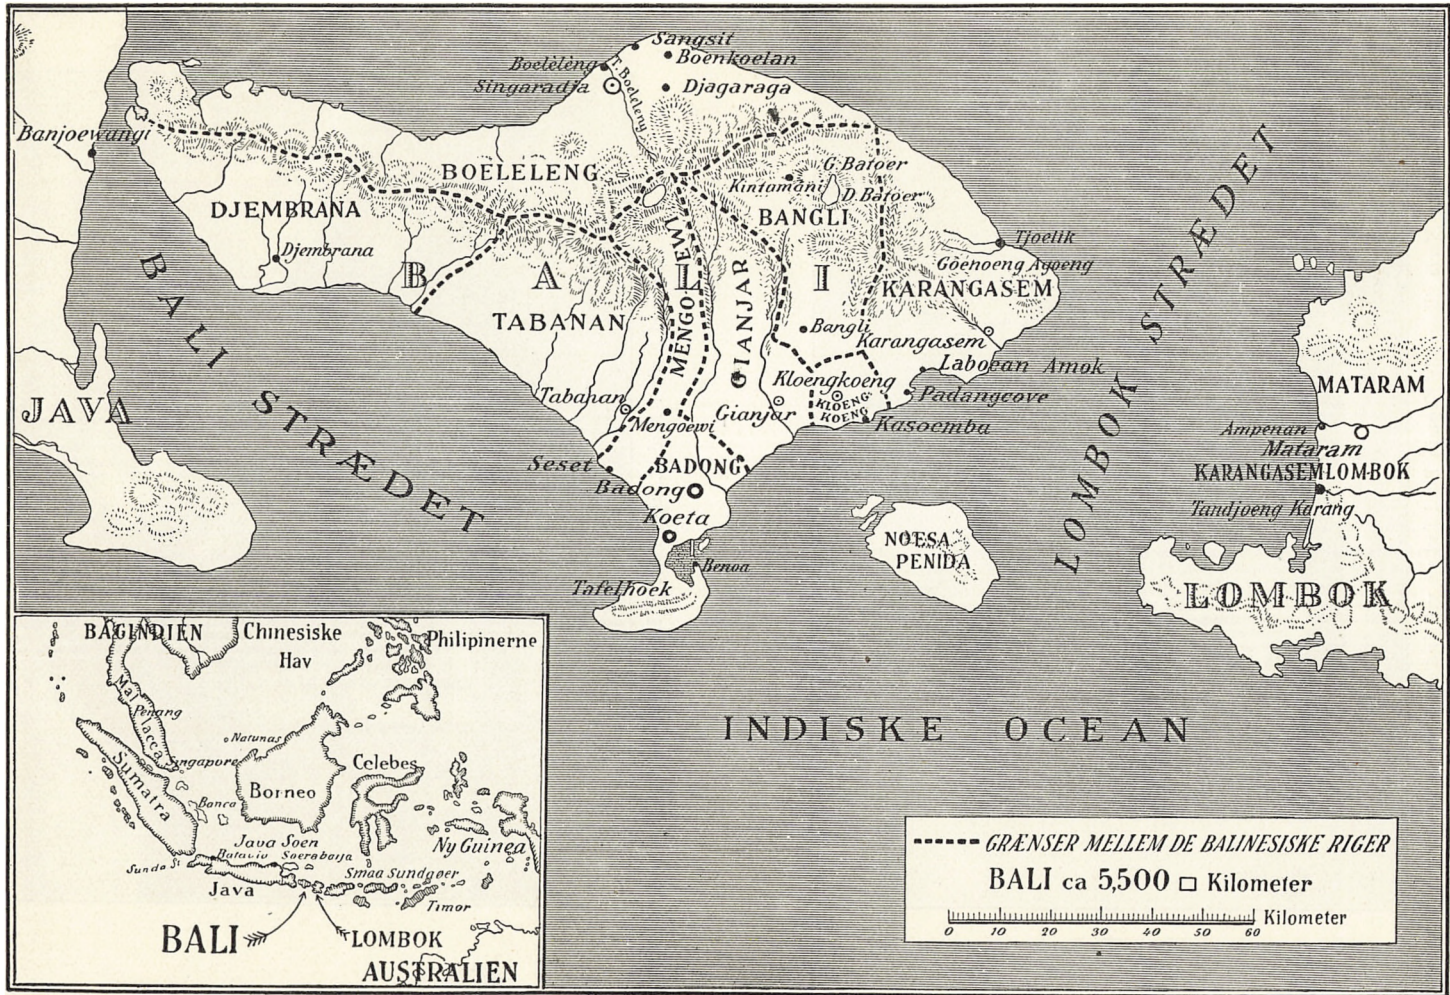 Sangsit
Boenkoelan
Boelèlèng
T. Boeleleng
Singaradja
Djagaraga
Banjoewangi
BOELELENG
G. Batoer
Kintamani
D. Batoer
DJEMBRANA
BANGLI
Djembrana
Tjoelik
Goenoeng Agoeng
KARANGASEM
BALI
TABANAN
MENGOEWI
GIANJAR
Bangli
Karangasem
Laboean Amok
Kloengkoeng
Padangcove
KLOENG-
KOENG
Tabanan
Gianjar
Mengoewi
Kasoemba
Seset
BADONG
Badong
Koeta
Benoa
Tafelhoek
NOESA
PENIDA
JAVA
BALI STRÆDET
LOMBOK STRÆDET
MATARAM
Ampenan
Mataram
KARANGASEMLOM-BOK
Tandjoeng Karang
LOMBOK
INDISKE OCEAN
BAGINDIEN
Chinesiske
Hav
Philipinerne
Malacca
Penang
Natunas
Singapore
Sumatra
Banca
Borneo
Celebes
Java Soen
Batavia Soerabaija
Sunda St
Java
Smaa Sundaøer
Ny Guinea
Timor
BALI
LOMBOK
AUSTRALIEN
GRÆNSER MELLEM DE BALINESISKE RIGER
BALI ca 5,500 □ Kilometer
Kilometer
0 10 20 30 40 50 60